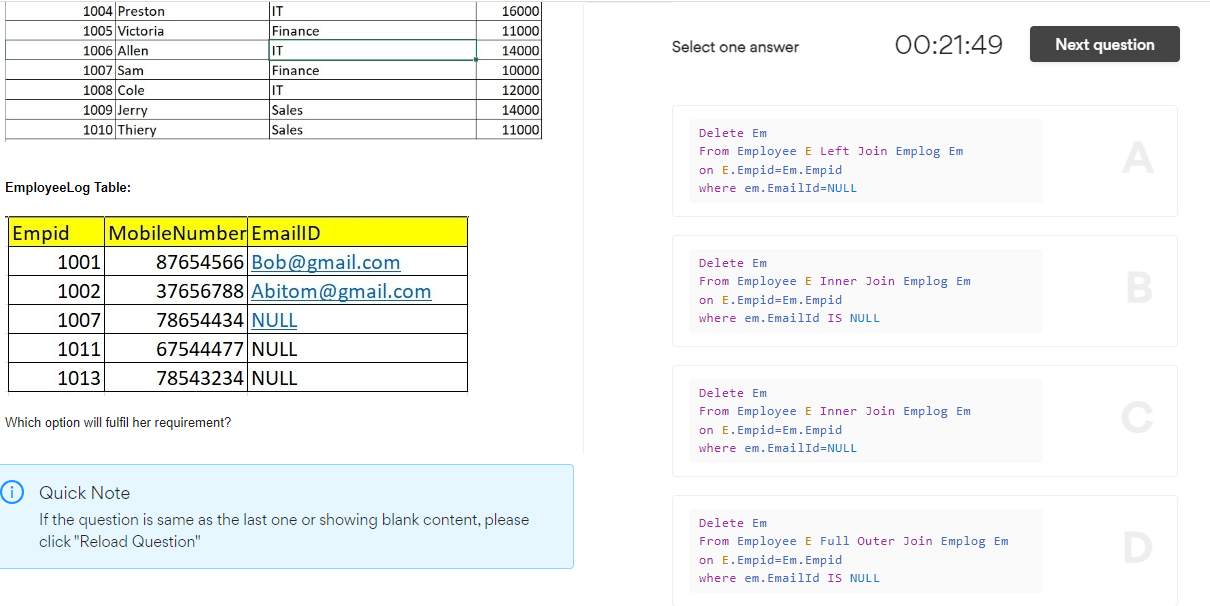 1004 Preston IT 16000
1005 Victoria Finance 11000
1006 Allen IT 14000
1007 Sam Finance 10000
1008 Cole IT 12000
1009 Jerry Sales 14000
1010 Thiery Sales 11000
EmployeeLog Table:
Empid MobileNumber EmailID
1001 87654566 Bob@gmail.com
1002 37656788 Abitom@gmail.com
1007 78654434 NULL
1011 67544477 NULL
1013 78543234 NULL
Which option will fulfil her requirement?
Quick Note
If the question is same as the last one or showing blank content, please
click "Reload Question"
Select one answer
00:21:49
Next question
Delete Em
From Employee E Left Join Emplog Em
on E.Empid=Em.Empid
where em.EmailId=NULL
A
Delete Em
From Employee E Inner Join Emplog Em
on E.Empid=Em.Empid
where em.EmailId IS NULL
B
Delete Em
From Employee E Inner Join Emplog Em
on E.Empid=Em.Empid
where em.EmailId=NULL
C
Delete Em
From Employee E Full Outer Join Emplog Em
on E.Empid=Em.Empid
where em.EmailId IS NULL
D